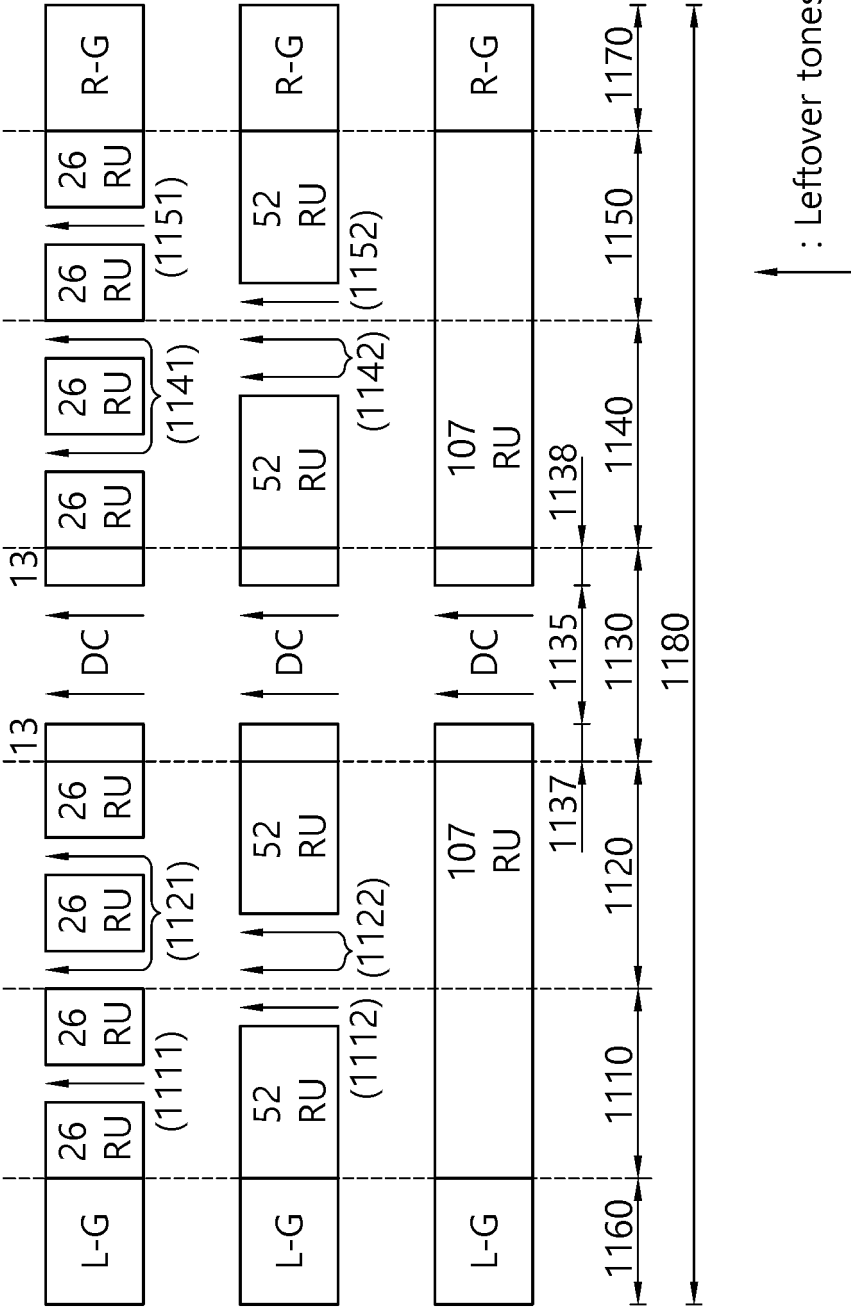 13 13
L-G
26
RU
26
RU
26
RU
26
RU
DC
26
RU
26
RU
26
RU
26
RU
R-G
(1111) (1121) (1141) (1151)
L-G
52
RU
52
RU
DC
52
RU
52
RU
R-G
(1112) (1122) (1142) (1152)
L-G
107
RU
DC
107
RU
R-G
1137 1135 1138
1160 1110 1120 1130 1140 1150 1170
1180
: Leftover tones